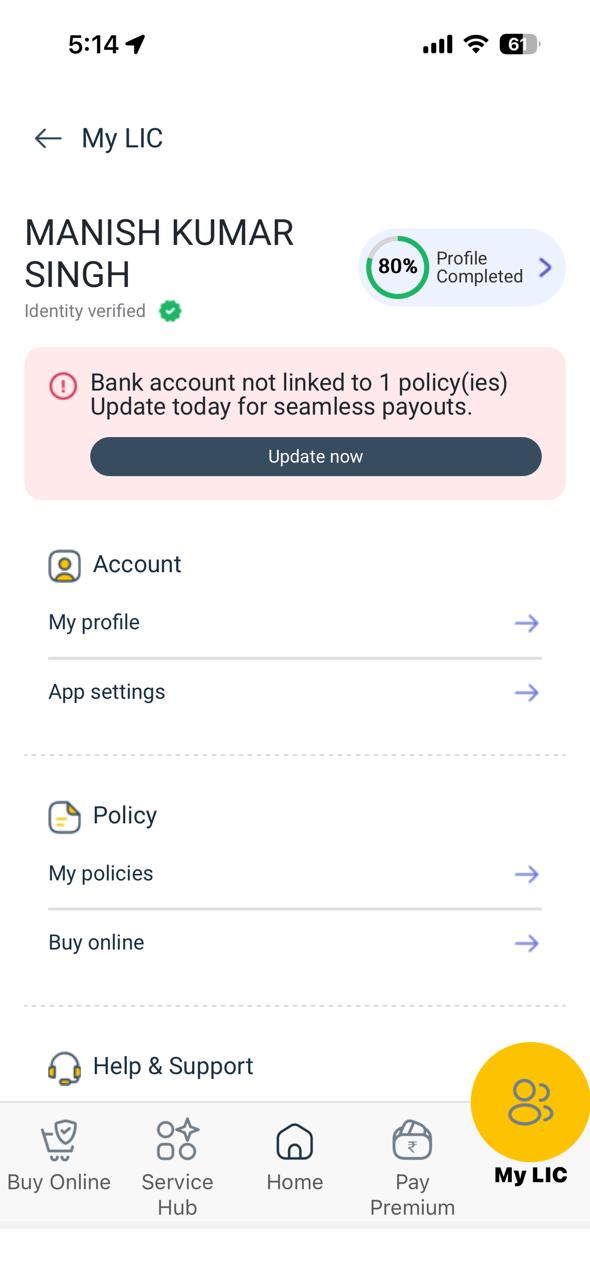 5:14
61
My LIC
MANISH KUMAR
SINGH
Identity verified
80%
Profile
Completed
Bank account not linked to 1 policy(ies)
Update today for seamless payouts.
Update now
Account
My profile
App settings
Policy
My policies
Buy online
Help & Support
₹
Buy Online
Service
Hub
Home
Pay
Premium
My LIC